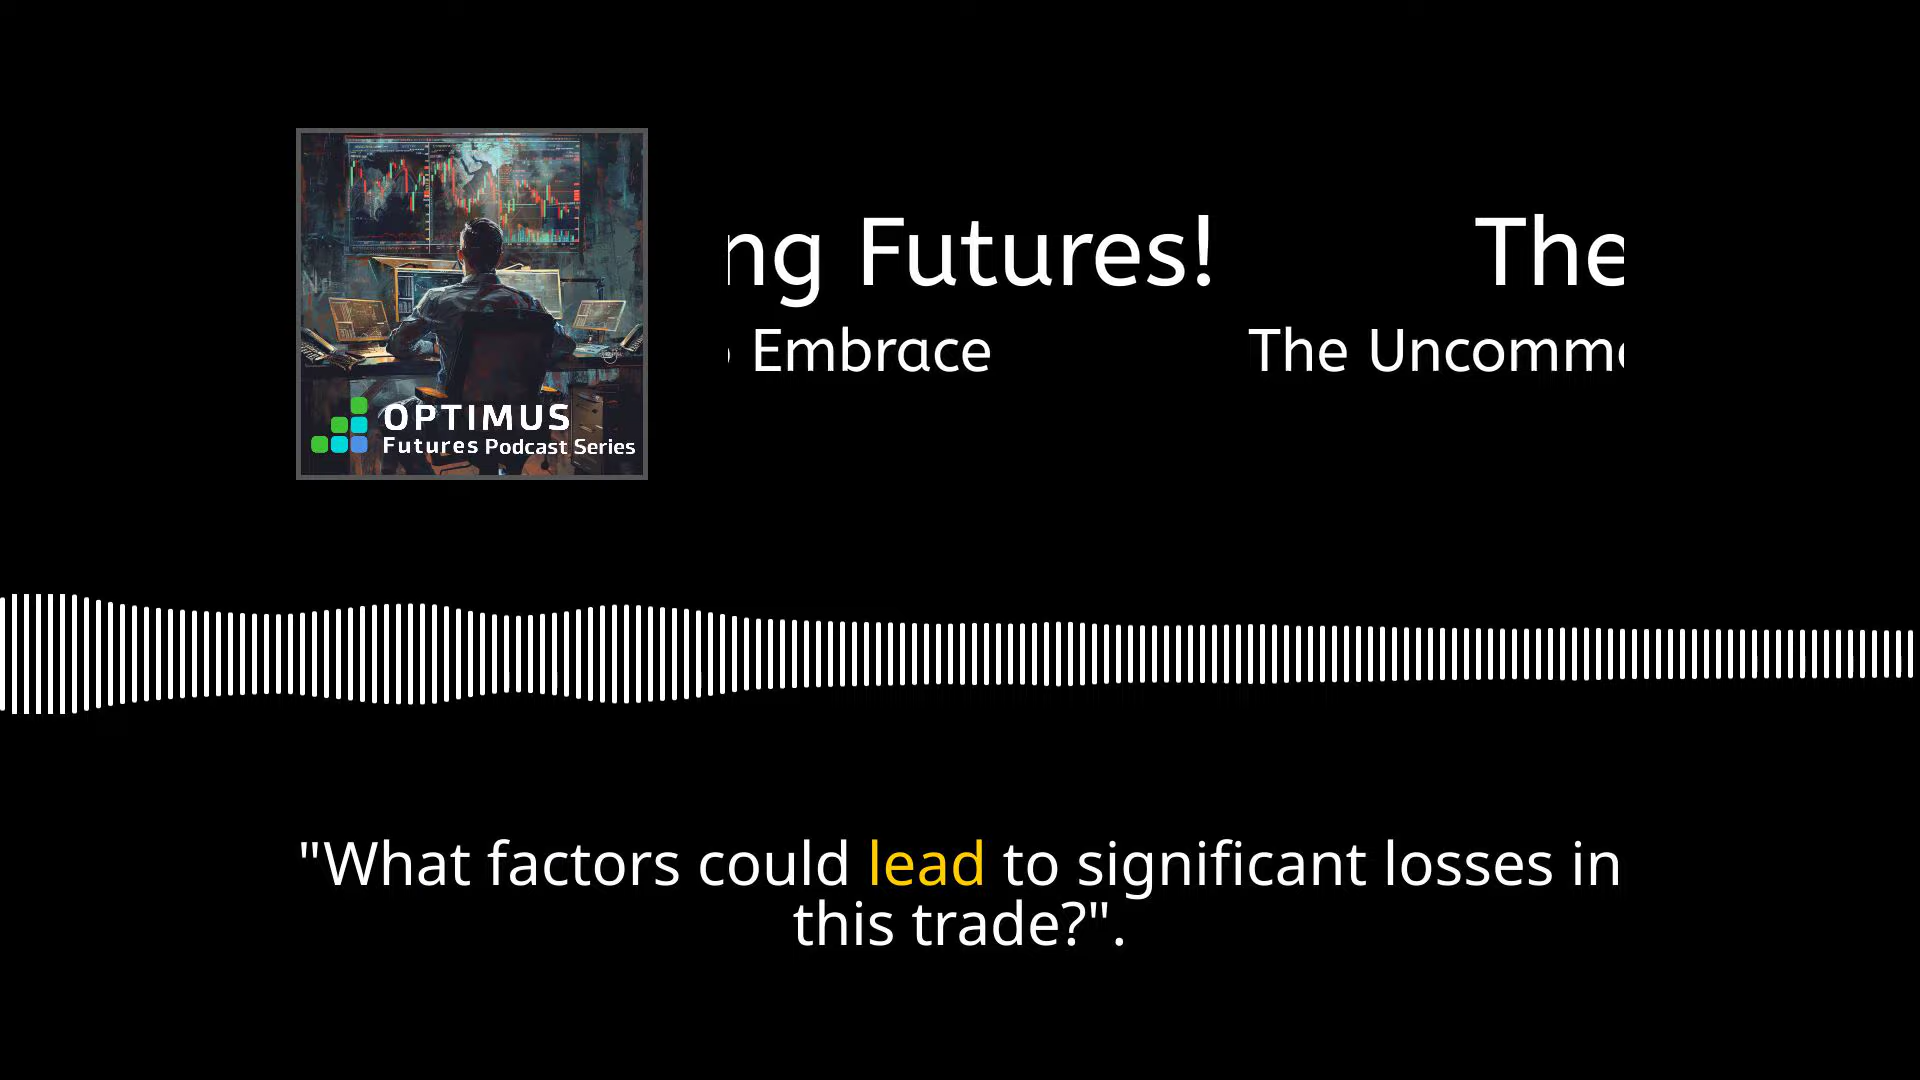 OPTIMUS
Futures Podcast Series
ng Futures! The
Embrace The Uncomm
"What factors could lead to significant losses in
this trade?".